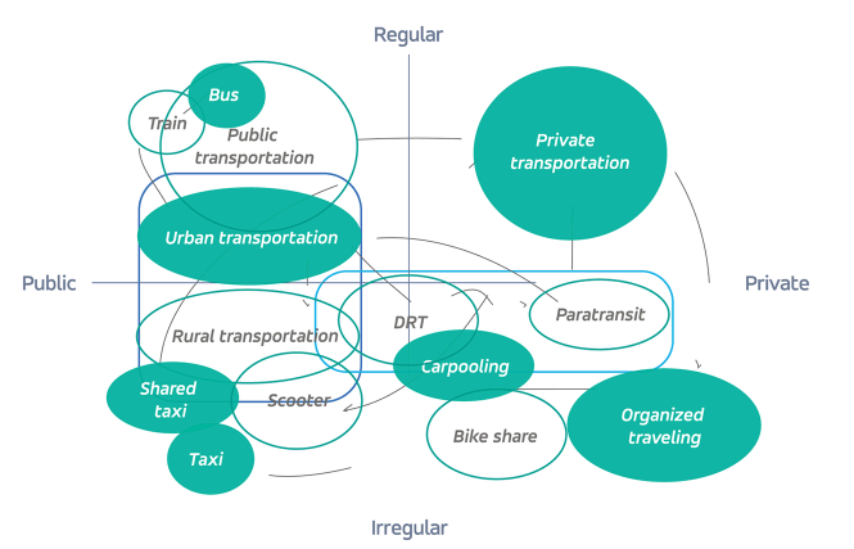 Regular
Bus
Train
Public
transportation
Private
transportation
Urban transportation
Public
Private
DRT
Paratransit
Rural transportation
Carpooling
Shared
taxi
Scooter
Organized
traveling
Bike share
Taxi
Irregular